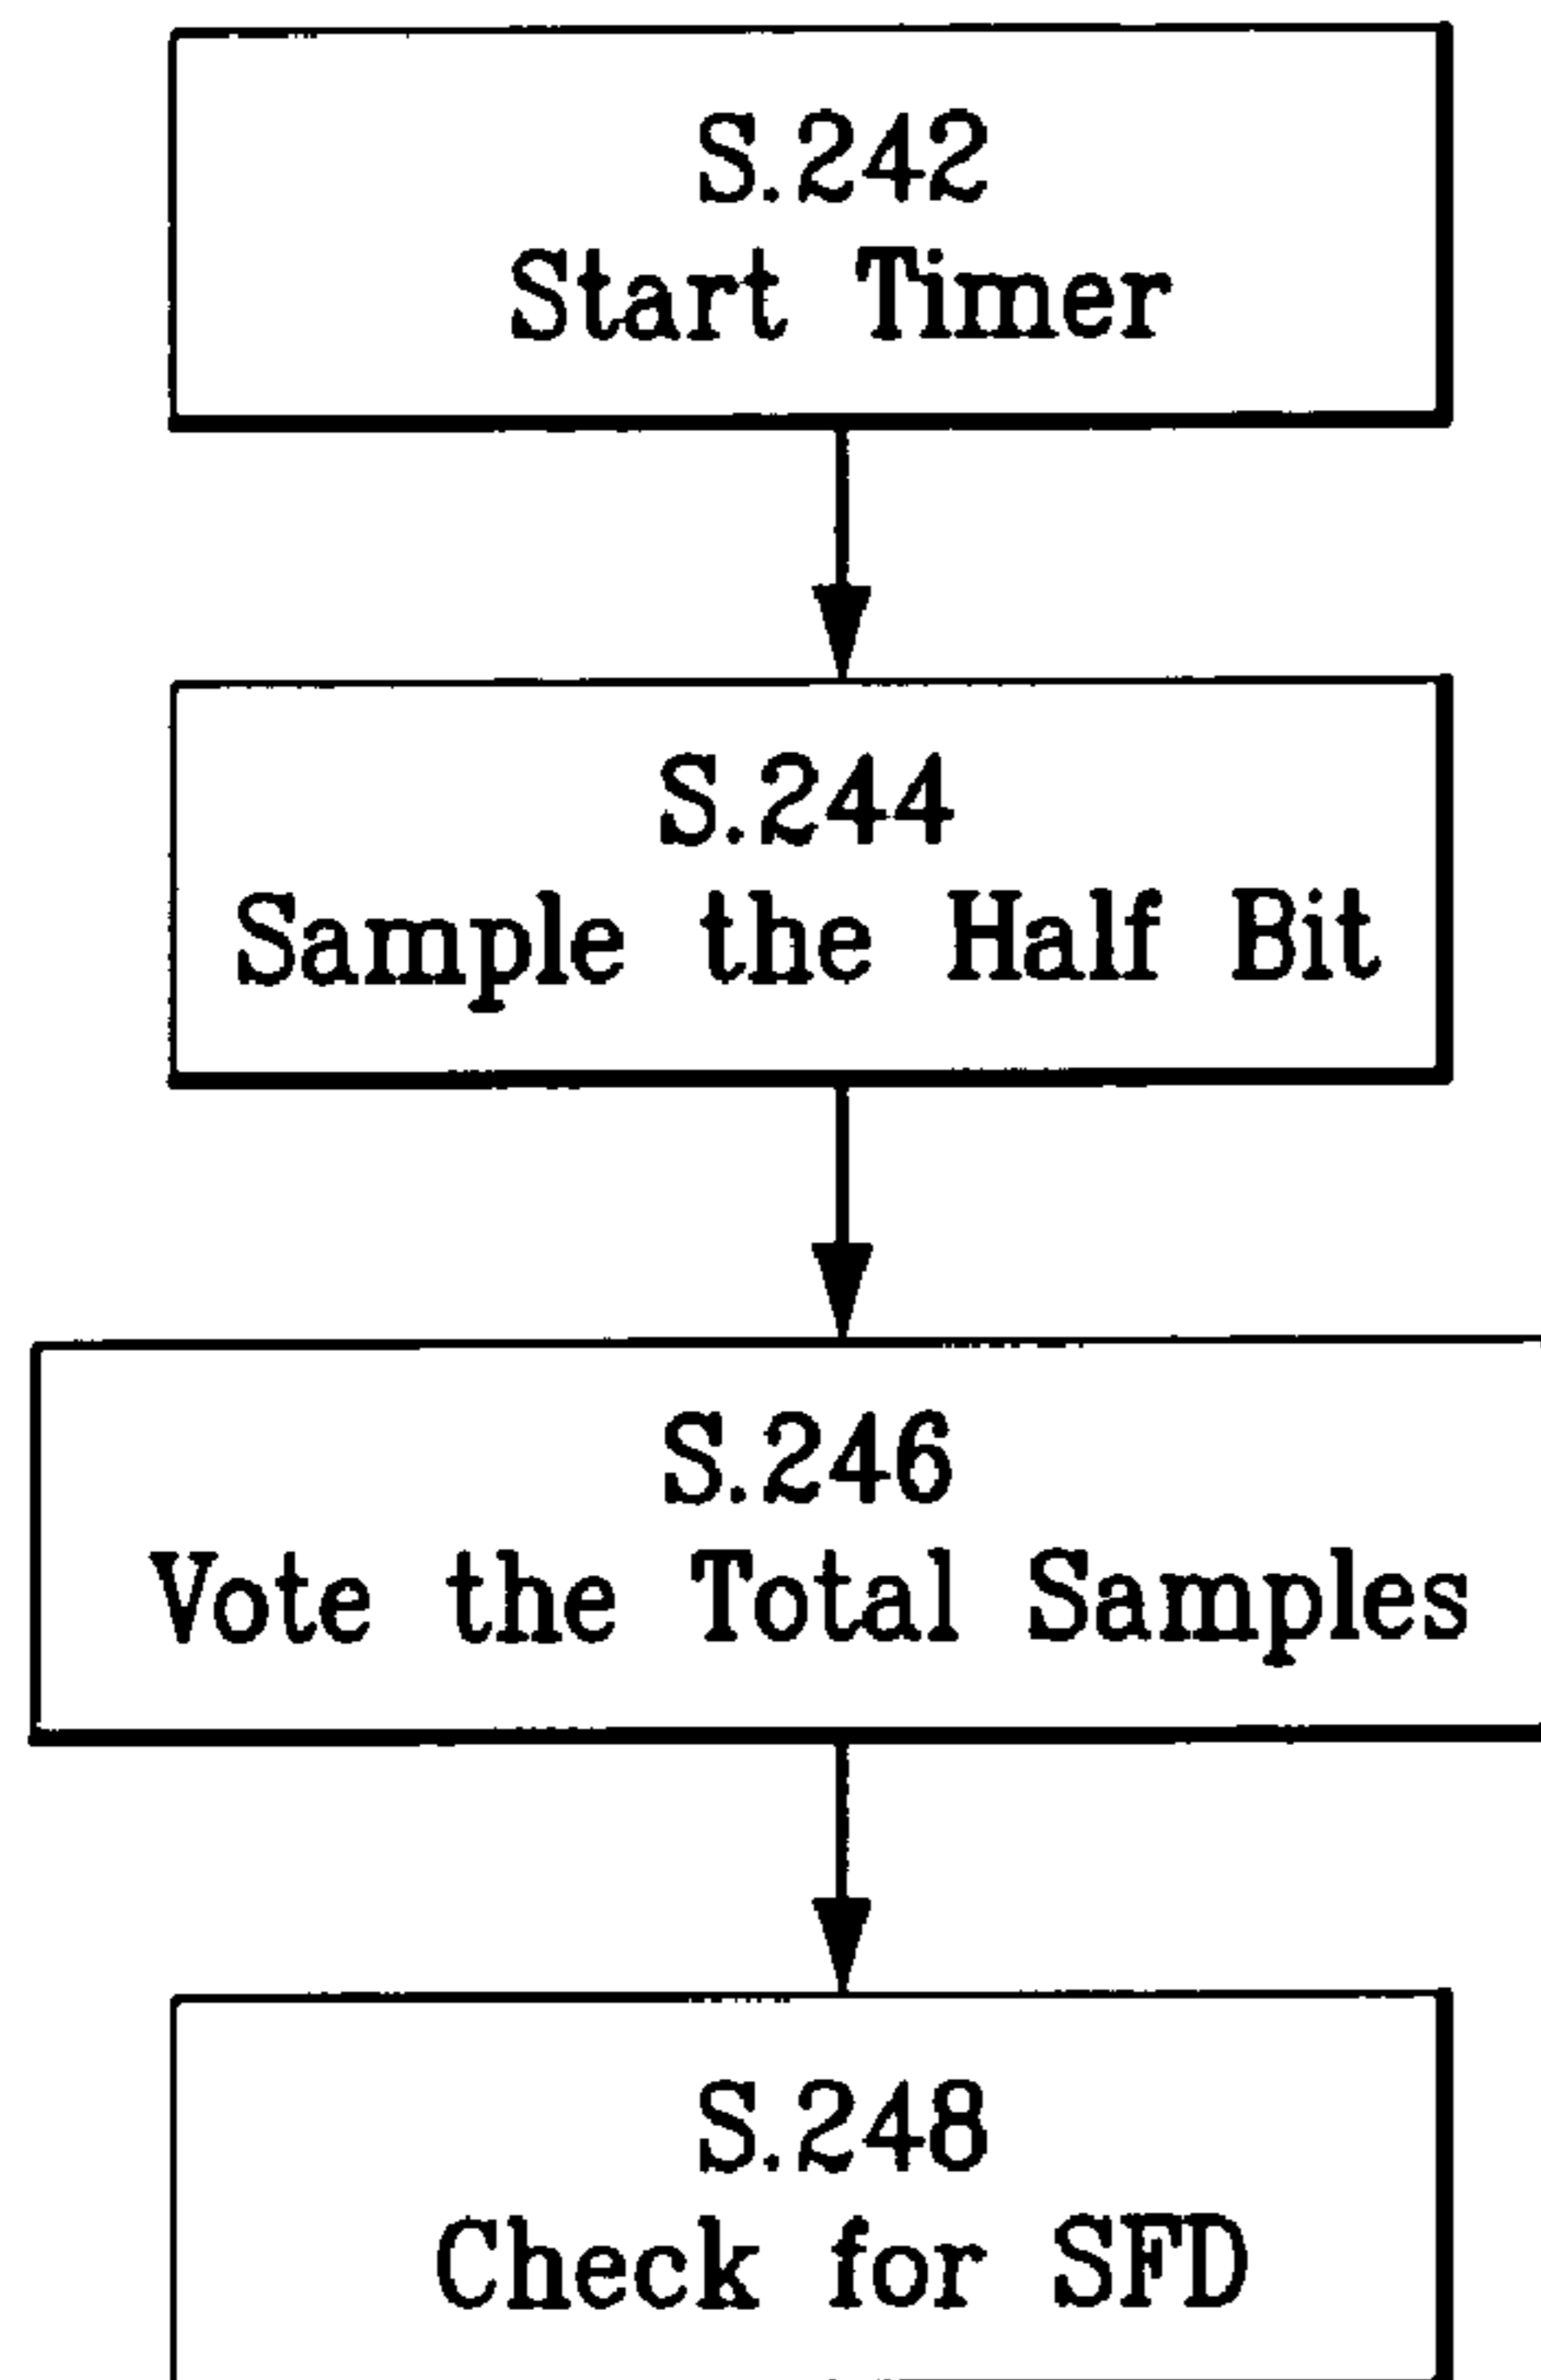 S.242
Start Timer
S.244
Sample the Half Bit
S.246
Vote the Total Samples
S.248
Check for SFD